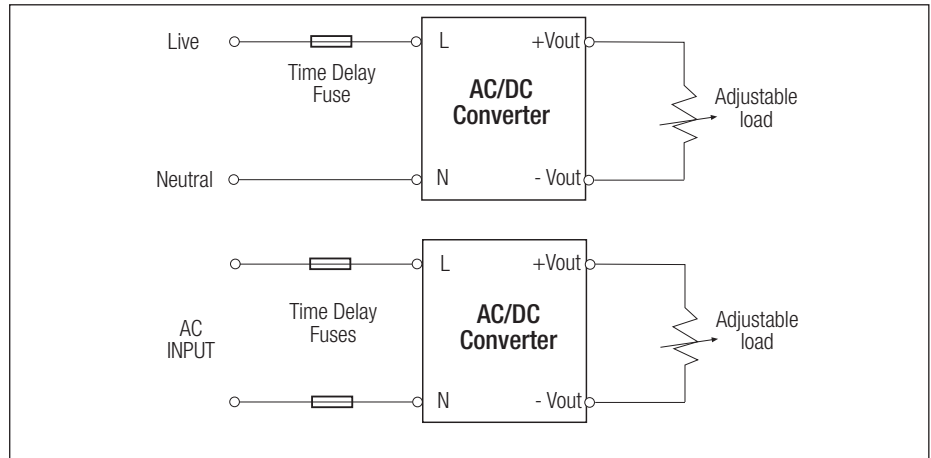 Live
L
+Vout
Time Delay
Fuse
AC/DC
Converter
Adjustable
load
Neutral
N
- Vout
L
+Vout
Time Delay
Fuses
AC
INPUT
AC/DC
Converter
Adjustable
load
N
- Vout